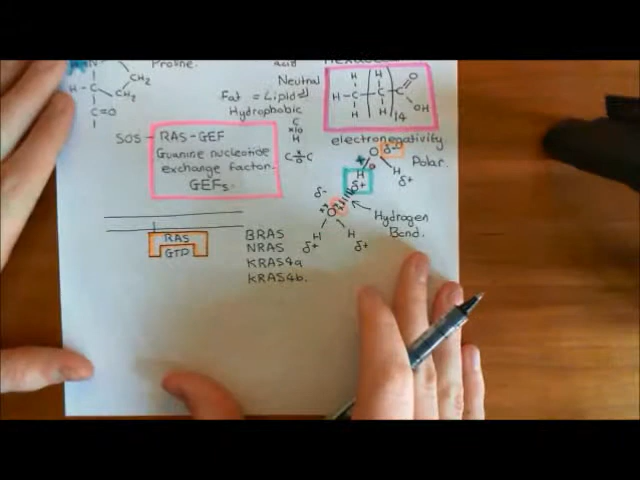 Proline.
CH₂
CH₂
H-C-
C=O
acid
Neutral
Fat = Lipid
Hydrophobic
H H
H-C-C-C=O
H H OH
14
C
H
C C
SOS - RAS-GEF
Guanine nucleotide
exchange factor.
GEFs.
electronegativity
O δ-
Polar.
H H
δ+ δ+
δ-
O
Hydrogen
Bond.
H H
δ+ δ+
RAS
GTP
BRAS
NRAS
KRAS4a
KRAS4b.